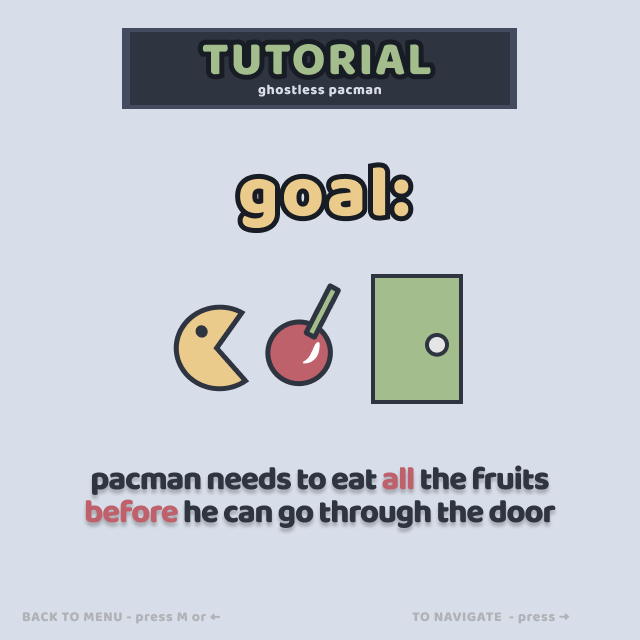 TUTORIAL
ghostless pacman
goal:
pacman needs to eat all the fruits
before he can go through the door
BACK TO MENU - press M or ←
TO NAVIGATE - press →